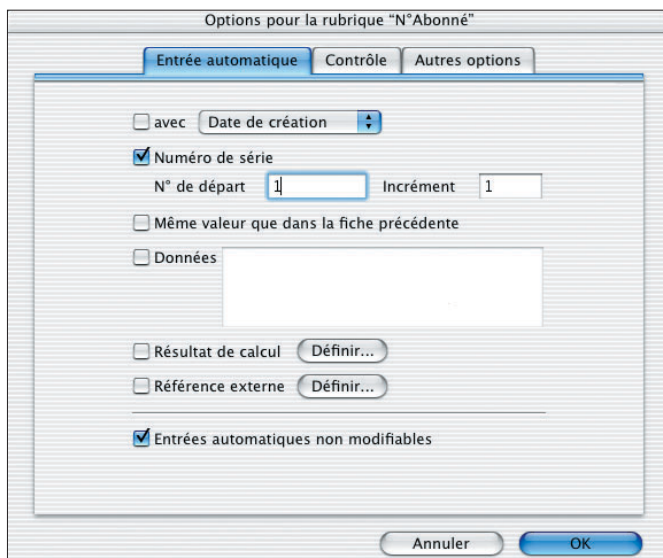 Options pour la rubrique “N°Abonné”
Entrée automatique Contrôle Autres options
avec Date de création
Numéro de série
N° de départ 1 Incrément 1
Même valeur que dans la fiche précédente
Données
Résultat de calcul Définir...
Référence externe Définir...
Entrées automatiques non modifiables
Annuler OK